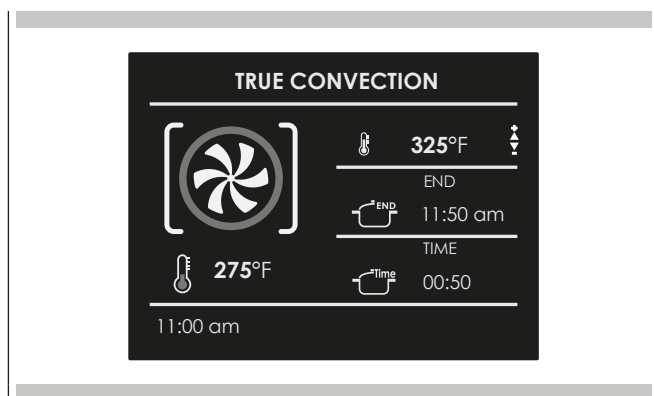 TRUE CONVECTION
325°F
END
END 11:50 am
TIME
275°F
Time 00:50
11:00 am